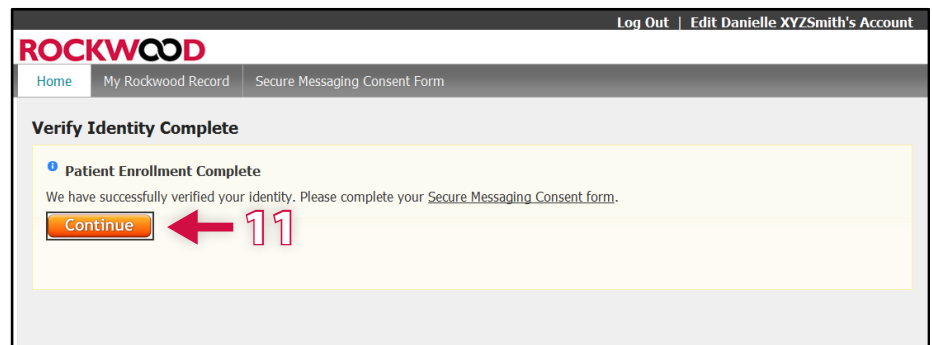 Log Out | Edit Danielle XYZSmith's Account
ROCKWOOD
Home My Rockwood Record Secure Messaging Consent Form
Verify Identity Complete
Patient Enrollment Complete
We have successfully verified your identity. Please complete your Secure Messaging Consent form.
Continue 11